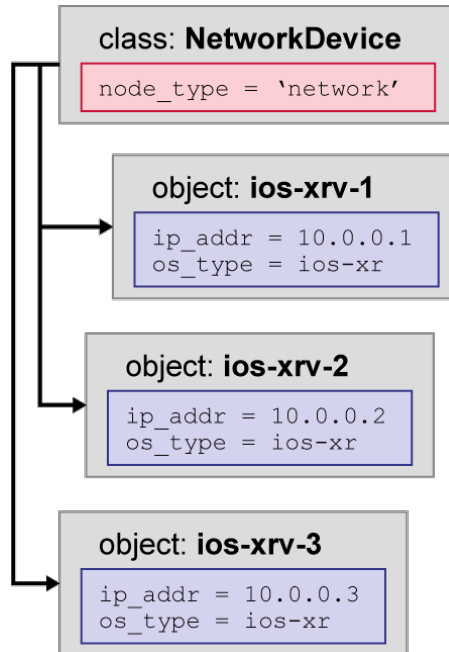 class: NetworkDevice
node_type = ‘network’
object: ios-xrv-1
ip_addr = 10.0.0.1
os_type = ios-xr
object: ios-xrv-2
ip_addr = 10.0.0.2
os_type = ios-xr
object: ios-xrv-3
ip_addr = 10.0.0.3
os_type = ios-xr